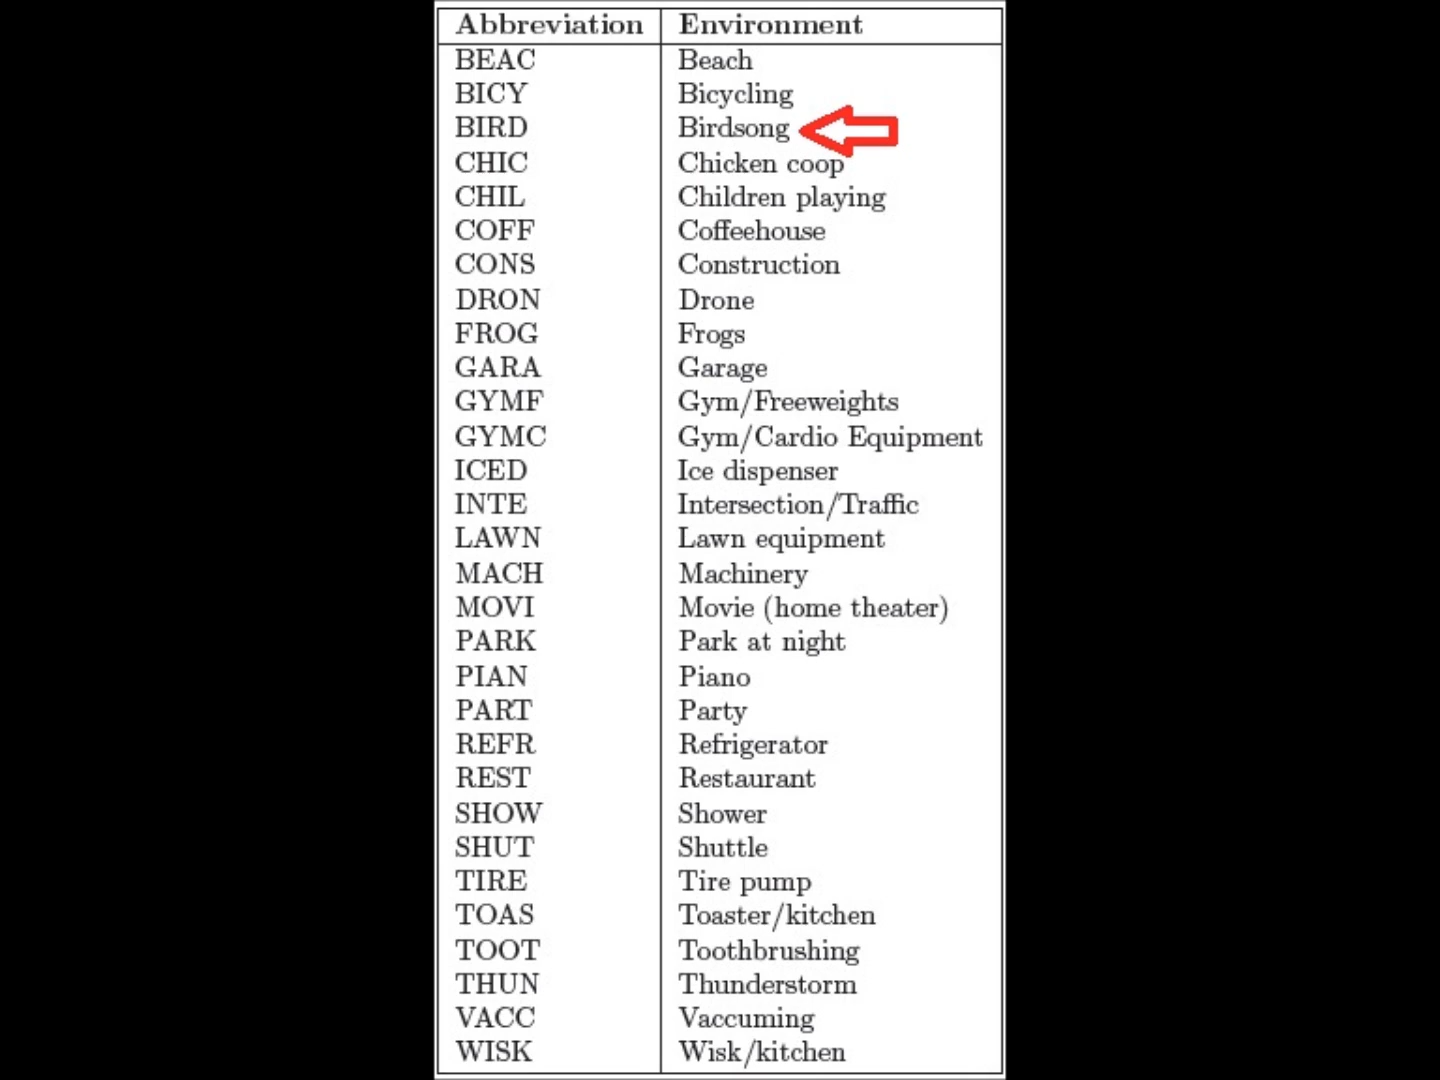 Abbreviation Environment
BEAC Beach
BICY Bicycling
BIRD Birdsong
CHIC Chicken coop
CHIL Children playing
COFF Coffeehouse
CONS Construction
DRON Drone
FROG Frogs
GARA Garage
GYMF Gym/Freeweights
GYMC Gym/Cardio Equipment
ICED Ice dispenser
INTE Intersection/Traffic
LAWN Lawn equipment
MACH Machinery
MOVI Movie (home theater)
PARK Park at night
PIAN Piano
PART Party
REFR Refrigerator
REST Restaurant
SHOW Shower
SHUT Shuttle
TIRE Tire pump
TOAS Toaster/kitchen
TOOT Toothbrushing
THUN Thunderstorm
VACC Vaccuming
WISK Wisk/kitchen